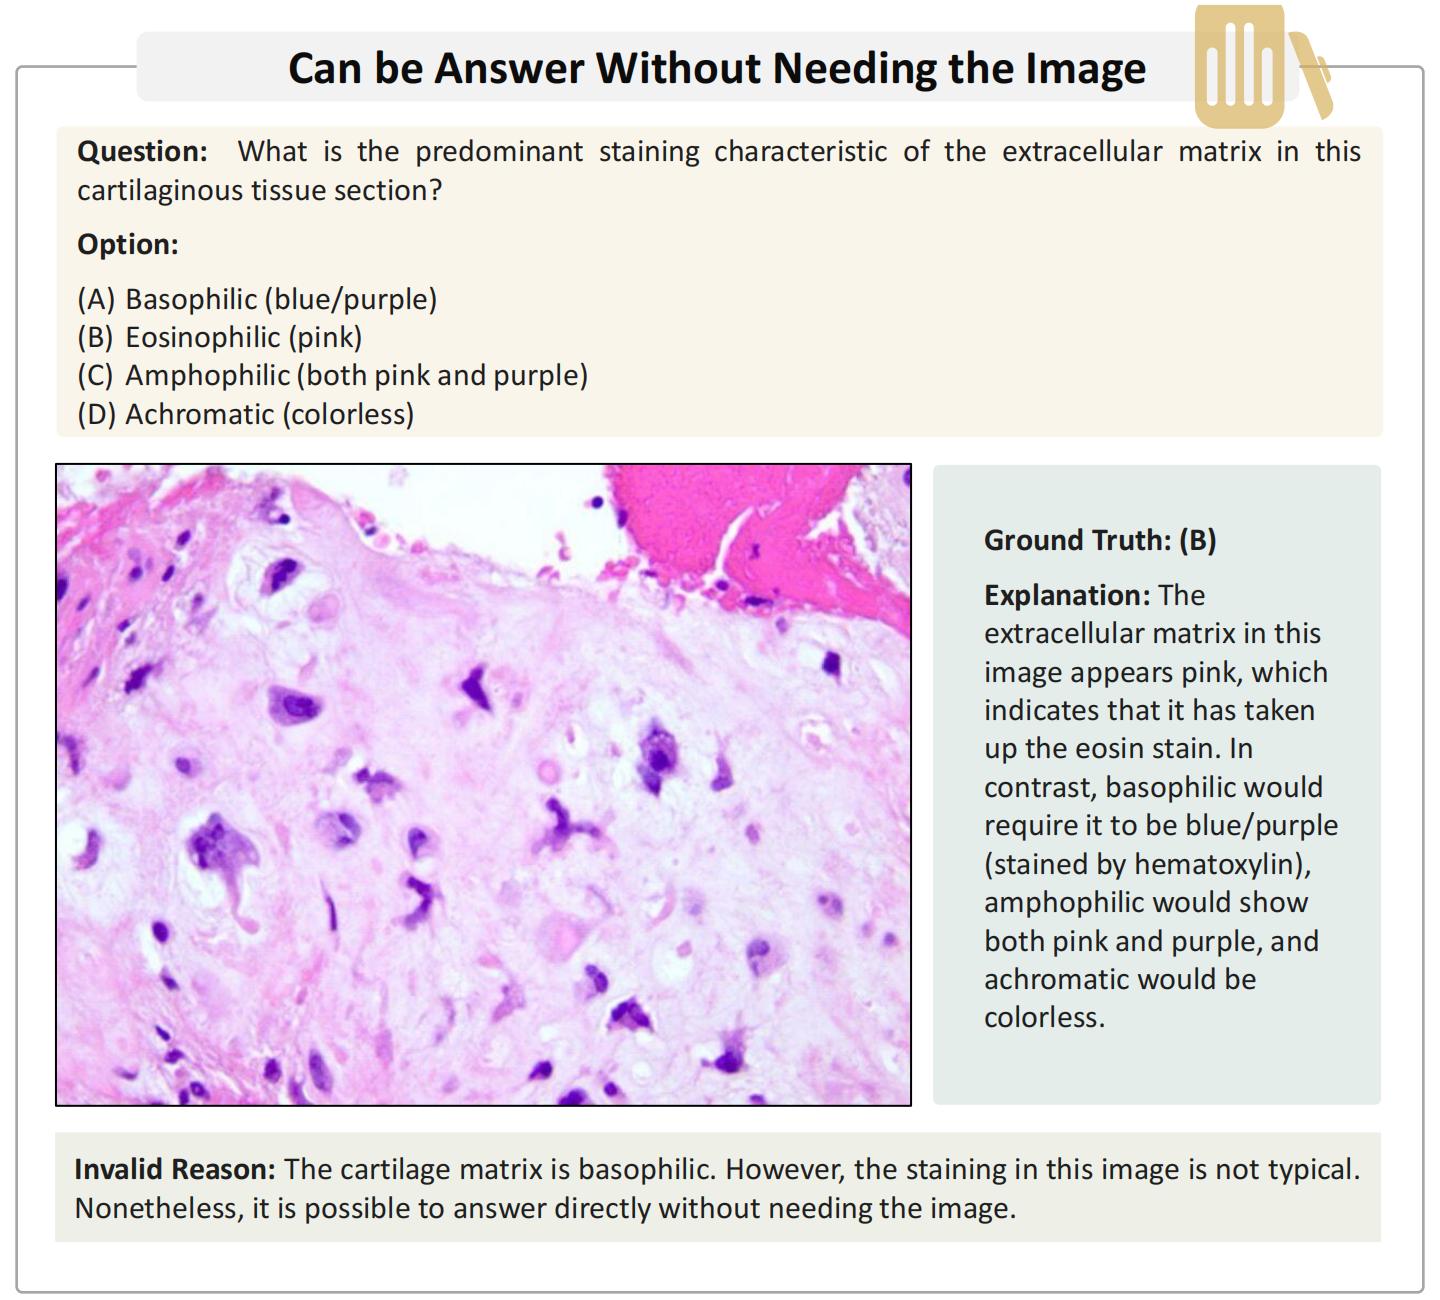 Can be Answer Without Needing the Image
Question: What is the predominant staining characteristic of the extracellular matrix in this
cartilaginous tissue section?
Option:
(A) Basophilic (blue/purple)
(B) Eosinophilic (pink)
(C) Amphophilic (both pink and purple)
(D) Achromatic (colorless)
Ground Truth: (B)
Explanation: The
extracellular matrix in this
image appears pink, which
indicates that it has taken
up the eosin stain. In
contrast, basophilic would
require it to be blue/purple
(stained by hematoxylin),
amphophilic would show
both pink and purple, and
achromatic would be
colorless.
Invalid Reason: The cartilage matrix is basophilic. However, the staining in this image is not typical.
Nonetheless, it is possible to answer directly without needing the image.